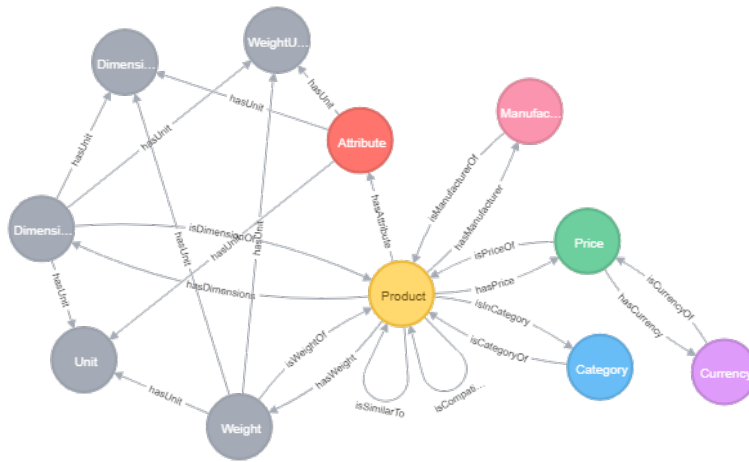 WeightU...
Dimensi...
hasUnit
hasUnit
Manufac...
Attribute
hasUnit
hasUnit
isManufacturerOf
hasManufacturer
hasAttribute
Dimensi...
isDimensionOf
hasUnit
hasUnit
isPriceOf
Price
hasUnit
hasDimensions
Product
hasPrice
isCurrencyOf
isInCategory
hasCurrency
isWeightOf
isCategoryOf
Unit
hasWeight
Category
Currency
hasUnit
isSimilarTo
isCompati...
Weight